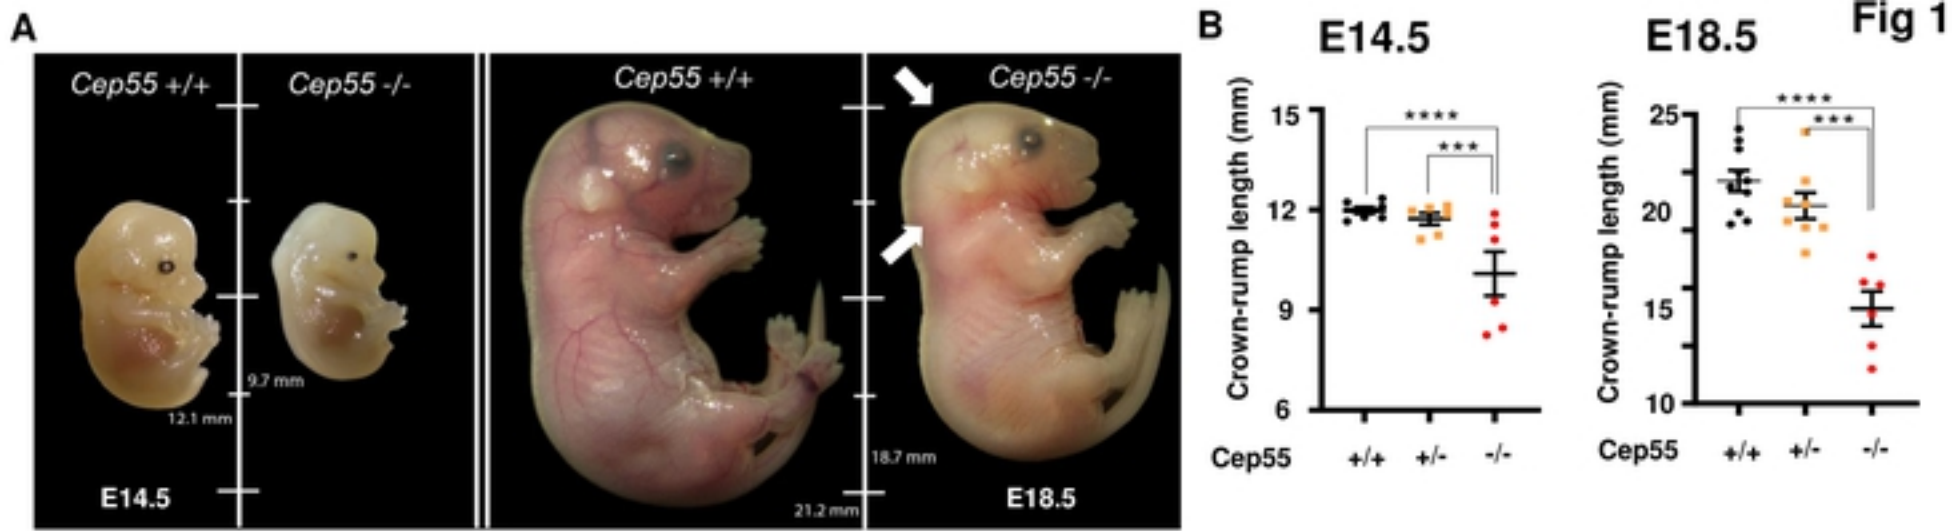 A
Cep55 +/+
Cep55 -/-
9.7 mm
12.1 mm
E14.5
Cep55 +/+
Cep55 -/-
18.7 mm
21.2 mm
E18.5
B
Fig 1
E14.5
Crown-rump length (mm)
15
12
9
6
****
***
Cep55 +/+ +/- -/-
E18.5
Crown-rump length (mm)
25
20
15
10
****
***
Cep55 +/+ +/- -/-